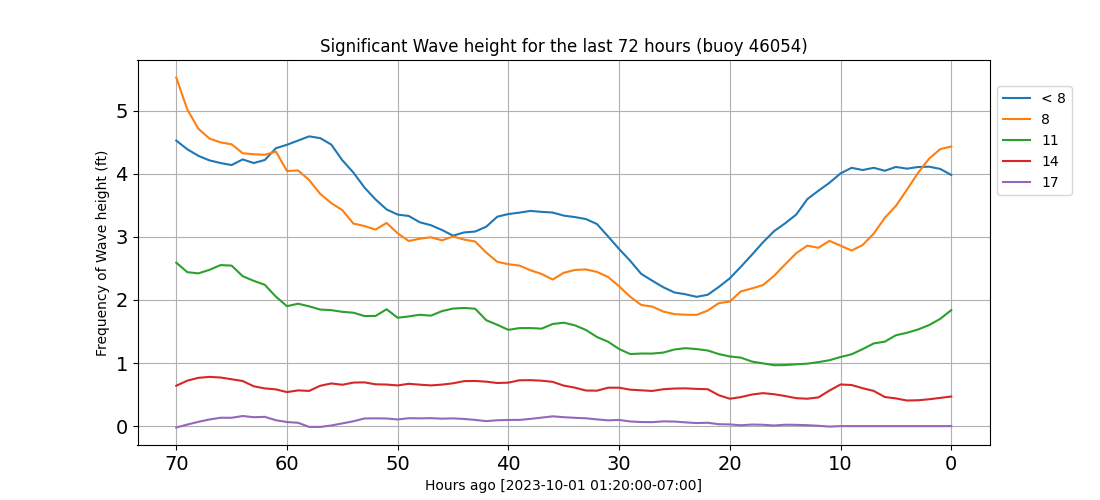 Significant Wave height for the last 72 hours (buoy 46054)
Frequency of Wave height (ft)
5
4
3
2
1
0
70 60 50 40 30 20 10 0
Hours ago [2023-10-01 01:20:00-07:00]
< 8
8
11
14
17